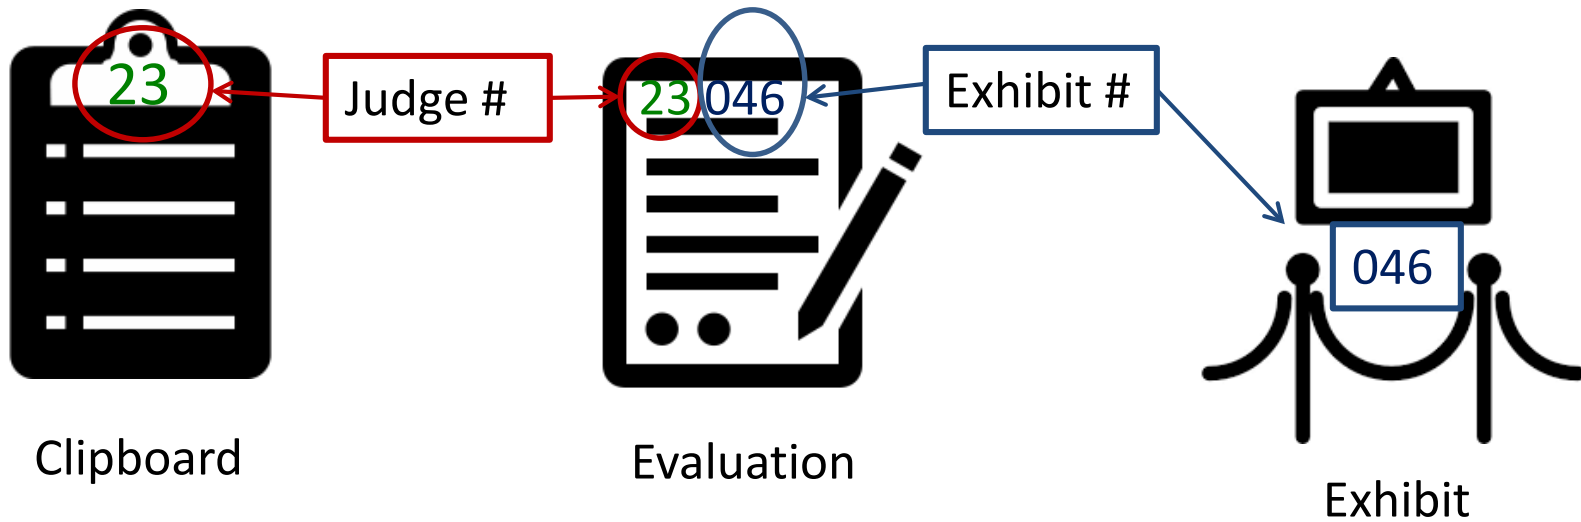 23
Judge #
23 046
Exhibit #
046
Clipboard
Evaluation
Exhibit